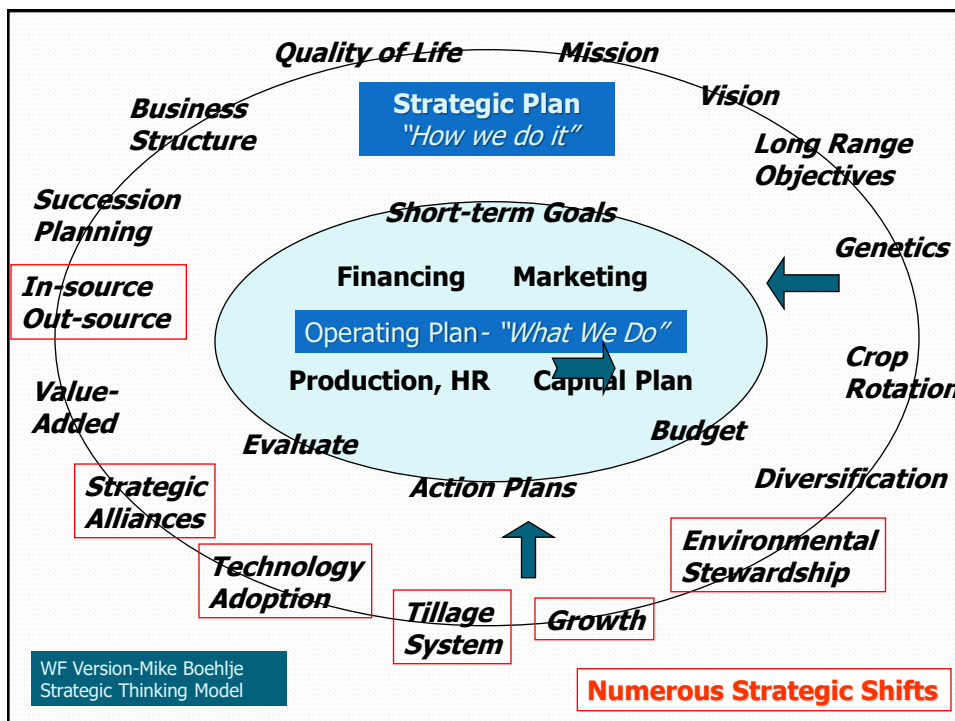 Quality of Life
Mission
Strategic Plan
“How we do it”
Vision
Business
Structure
Long Range
Objectives
Succession
Planning
Short-term Goals
Genetics
In-source
Out-source
Financing
Marketing
Operating Plan- “What We Do”
Production, HR
Capital Plan
Crop
Rotation
Value-
Added
Evaluate
Budget
Strategic
Alliances
Action Plans
Diversification
Technology
Adoption
Environmental
Stewardship
Tillage
System
Growth
WF Version-Mike Boehlje
Strategic Thinking Model
Numerous Strategic Shifts